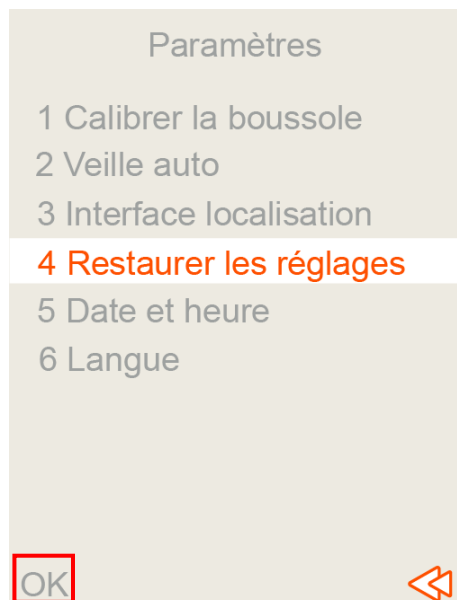 Paramètres
1 Calibrer la boussole
2 Veille auto
3 Interface localisation
4 Restaurer les réglages
5 Date et heure
6 Langue
OK